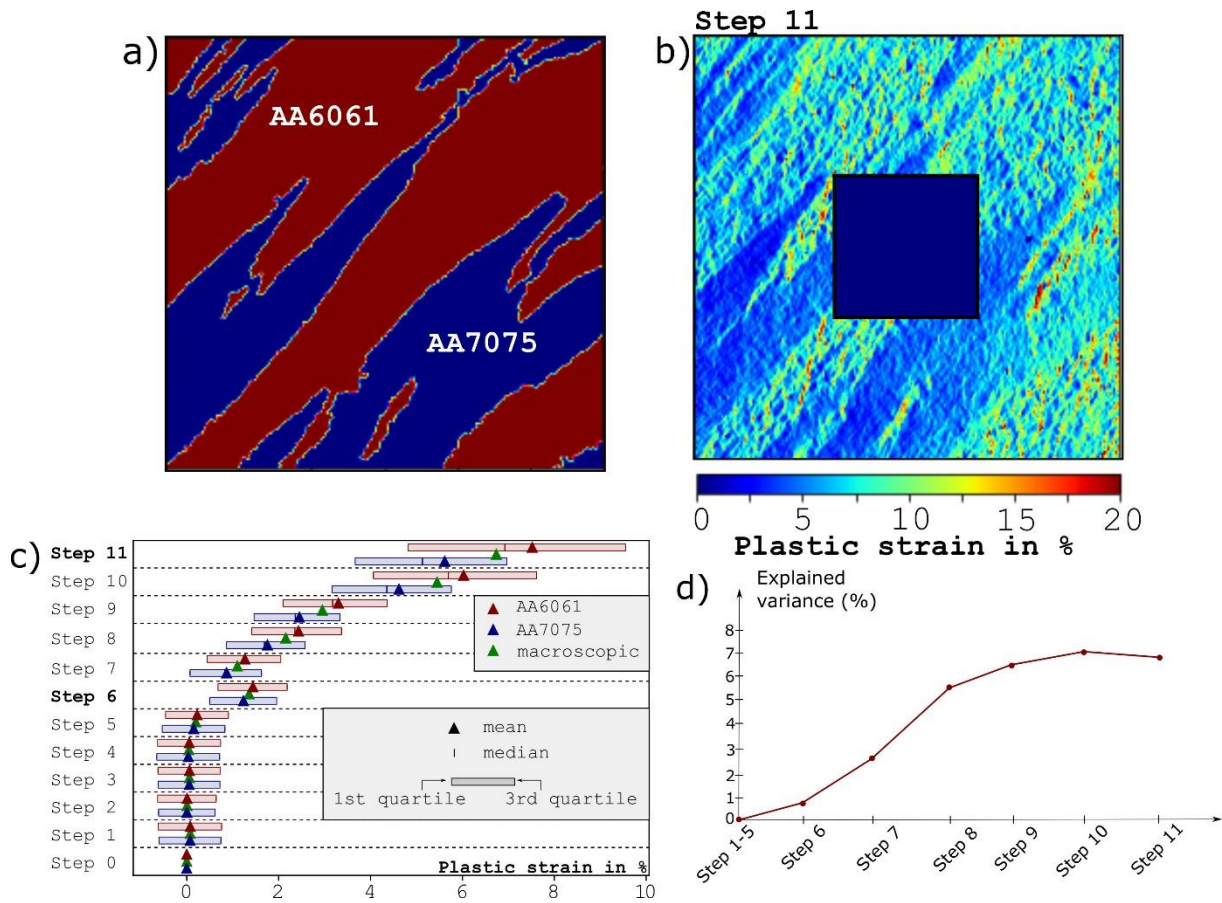 a)
AA6061
AA7075
Step 11
b)
0 5 10 15 20
Plastic strain in %
c)
Step 11
Step 10
Step 9
Step 8
Step 7
Step 6
Step 5
Step 4
Step 3
Step 2
Step 1
Step 0
AA6061
AA7075
macroscopic
mean
median
1st quartile 3rd quartile
Plastic strain in %
0 2 4 6 8 10
d)
Explained
variance (%)
8
7
6
5
4
3
2
1
0
Step 1-5 Step 6 Step 7 Step 8 Step 9 Step 10 Step 11